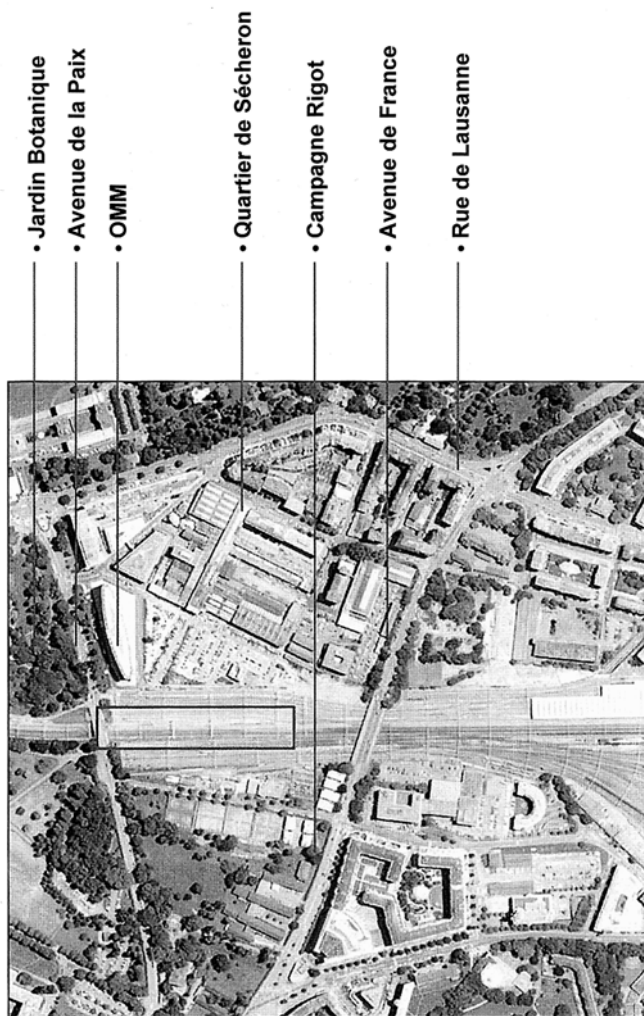 • Jardin Botanique
• Avenue de la Paix
• OMM
• Quartier de Sécheron
• Campagne Rigot
• Avenue de France
• Rue de Lausanne